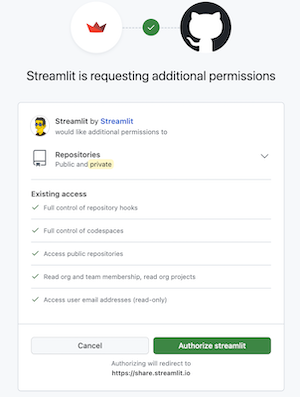 Streamlit is requesting additional permissions
Streamlit by Streamlit
would like additional permissions to
Repositories
Public and private
Existing access
Full control of repository hooks
Full control of codespaces
Access public repositories
Read org and team membership, read org projects
Access user email addresses (read-only)
Cancel
Authorize streamlit
Authorizing will redirect to
https://share.streamlit.io